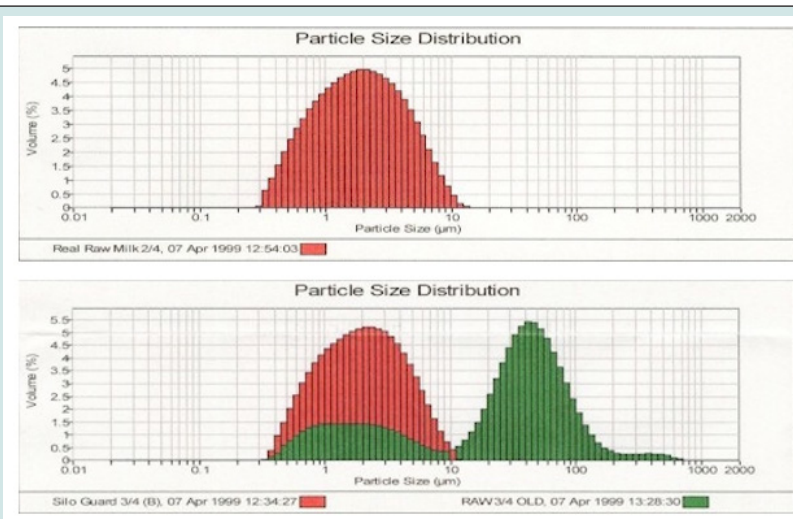 Particle Size Distribution
Volume (%)
5
4.5
4
3.5
3
2.5
2
1.5
1
0.5
0
0.01 0.1 1 10 100 1000 2000
Particle Size (µm)
Real Raw Milk 2/4, 07 Apr 1999 12:54:03
Particle Size Distribution
Volume (%)
5.5
5
4.5
4
3.5
3
2.5
2
1.5
1
0.5
0
0.01 0.1 1 10 100 1000 2000
Particle Size (µm)
Silo Guard 3/4 (B), 07 Apr 1999 12:34:27 RAW 3/4 OLD, 07 Apr 1999 13:28:30